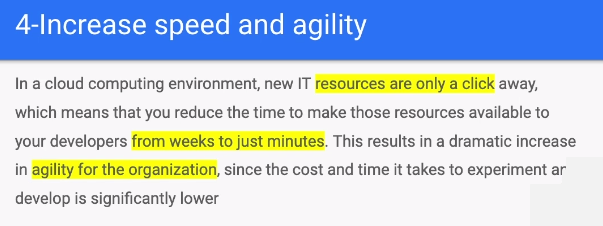 4-Increase speed and agility
In a cloud computing environment, new IT resources are only a click away,
which means that you reduce the time to make those resources available to
your developers from weeks to just minutes. This results in a dramatic increase
in agility for the organization, since the cost and time it takes to experiment
develop is significantly lower